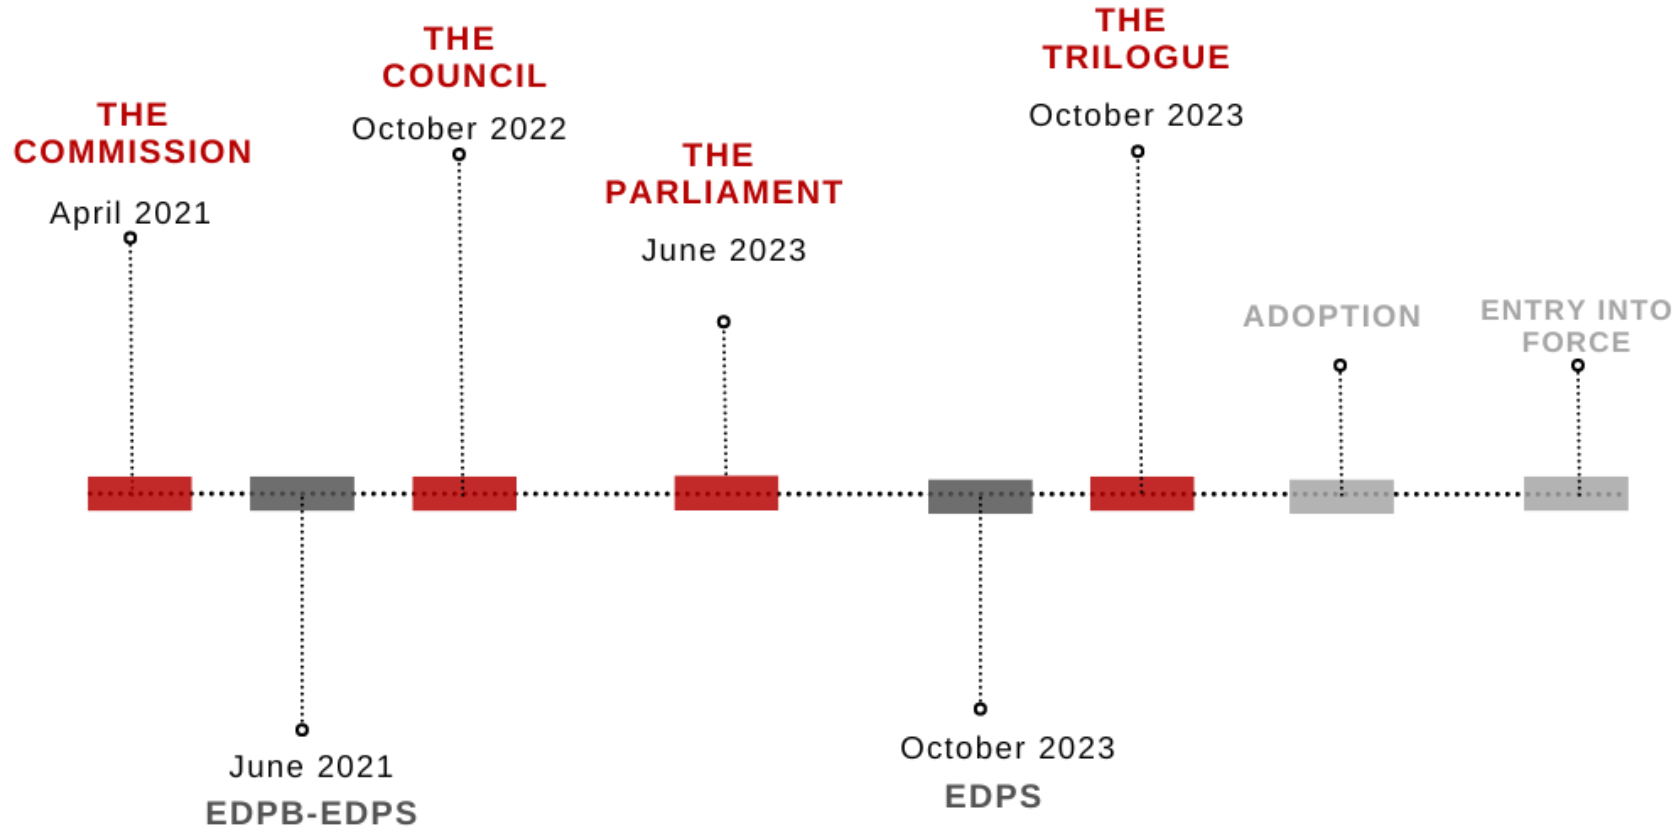 THE
COMMISSION
April 2021
THE
COUNCIL
October 2022
THE
PARLIAMENT
June 2023
THE
TRILOGUE
October 2023
ADOPTION
ENTRY INTO
FORCE
June 2021
EDPB-EDPS
October 2023
EDPS